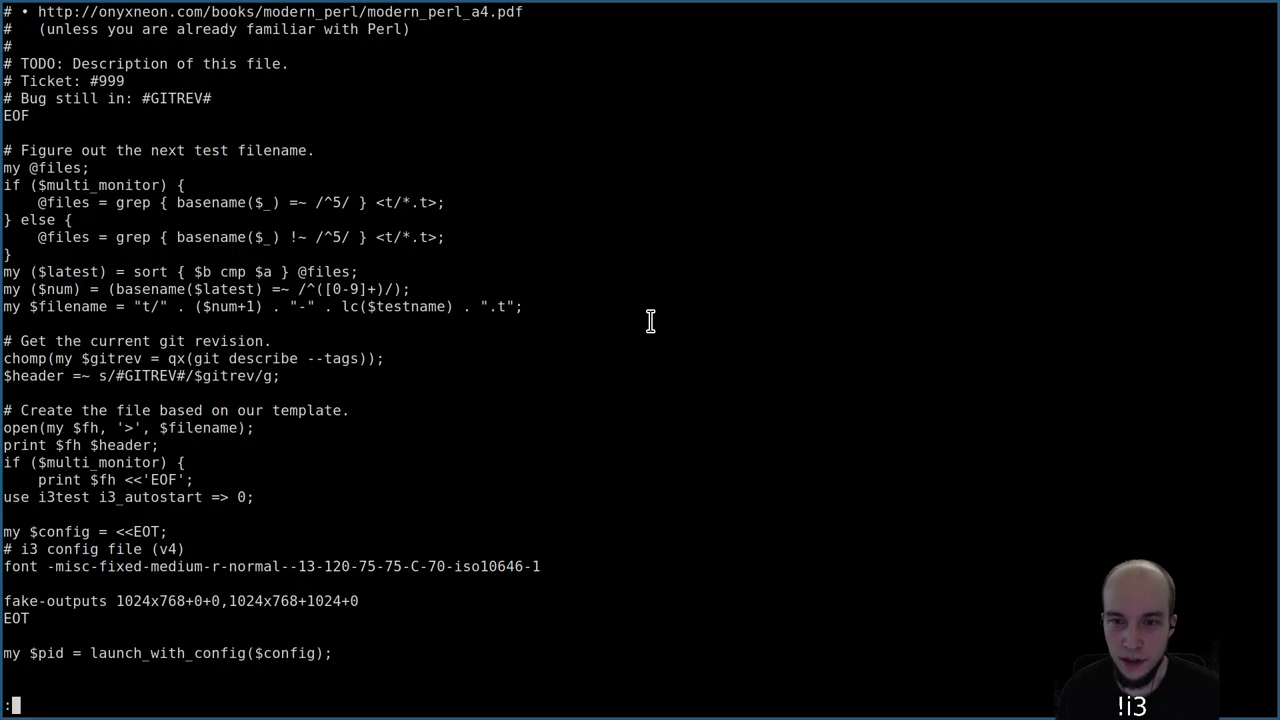 # • http://onyxneon.com/books/modern_perl/modern_perl_a4.pdf
#   (unless you are already familiar with Perl)
#
# TODO: Description of this file.
# Ticket: #999
# Bug still in: #GITREV#
EOF

# Figure out the next test filename.
my @files;
if ($multi_monitor) {
    @files = grep { basename($_) =~ /^5/ } <t/*.t>;
} else {
    @files = grep { basename($_) !~ /^5/ } <t/*.t>;
}
my ($latest) = sort { $b cmp $a } @files;
my ($num) = (basename($latest) =~ /^([0-9]+)/);
my $filename = "t/" . ($num+1) . "-" . lc($testname) . ".t";

# Get the current git revision.
chomp(my $gitrev = qx(git describe --tags));
$header =~ s/#GITREV#/$gitrev/g;

# Create the file based on our template.
open(my $fh, '>', $filename);
print $fh $header;
if ($multi_monitor) {
    print $fh <<'EOF';
use i3test i3_autostart => 0;

my $config = <<EOT;
# i3 config file (v4)
font -misc-fixed-medium-r-normal--13-120-75-75-C-70-iso10646-1

fake-outputs 1024x768+0+0,1024x768+1024+0
EOT

my $pid = launch_with_config($config);

:
!i3